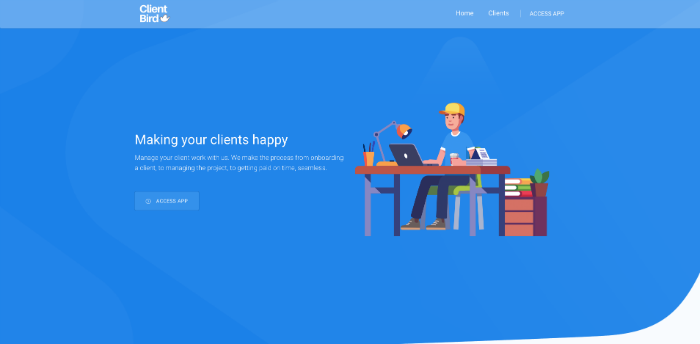 Client
Bird
Home
Clients
ACCESS APP
Making your clients happy
Manage your client work with us. We make the process from onboarding
a client, to managing the project, to getting paid on time, seamless.
ACCESS APP